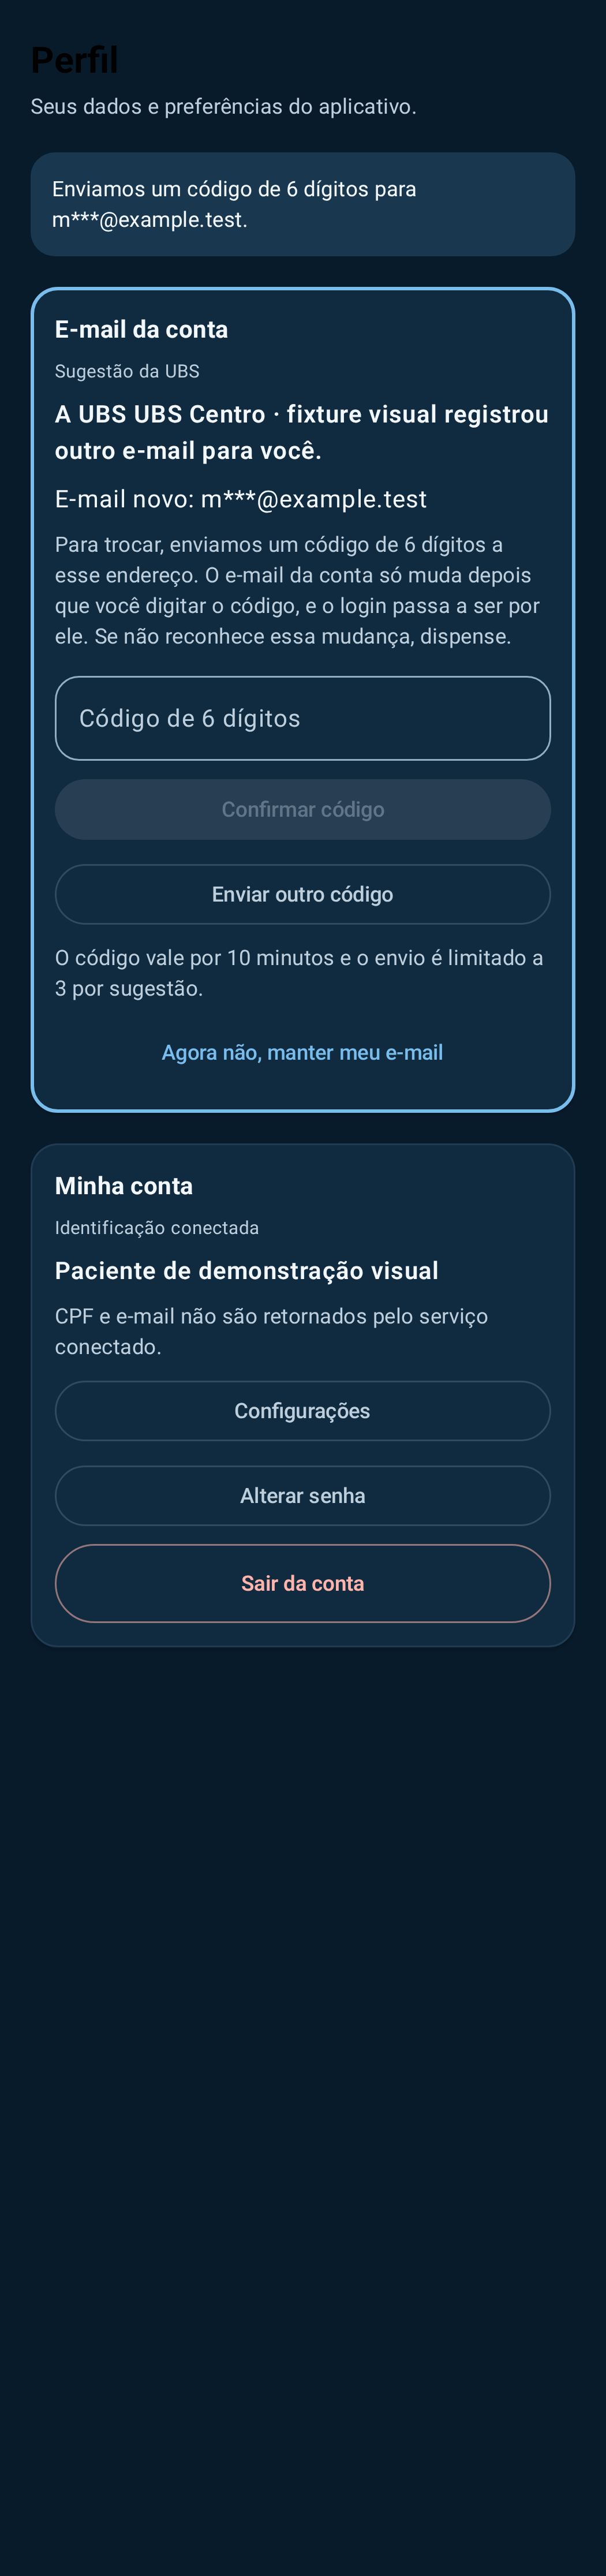 Perfil
Seus dados e preferências do aplicativo.
Enviamos um código de 6 dígitos para
m***@example.test.
E-mail da conta
Sugestão da UBS
A UBS UBS Centro · fixture visual registrou
outro e-mail para você.
E-mail novo: m***@example.test
Para trocar, enviamos um código de 6 dígitos a
esse endereço. O e-mail da conta só muda depois
que você digitar o código, e o login passa a ser por
ele. Se não reconhece essa mudança, dispense.
Código de 6 dígitos
Confirmar código
Enviar outro código
O código vale por 10 minutos e o envio é limitado a
3 por sugestão.
Agora não, manter meu e-mail
Minha conta
Identificação conectada
Paciente de demonstração visual
CPF e e-mail não são retornados pelo serviço
conectado.
Configurações
Alterar senha
Sair da conta